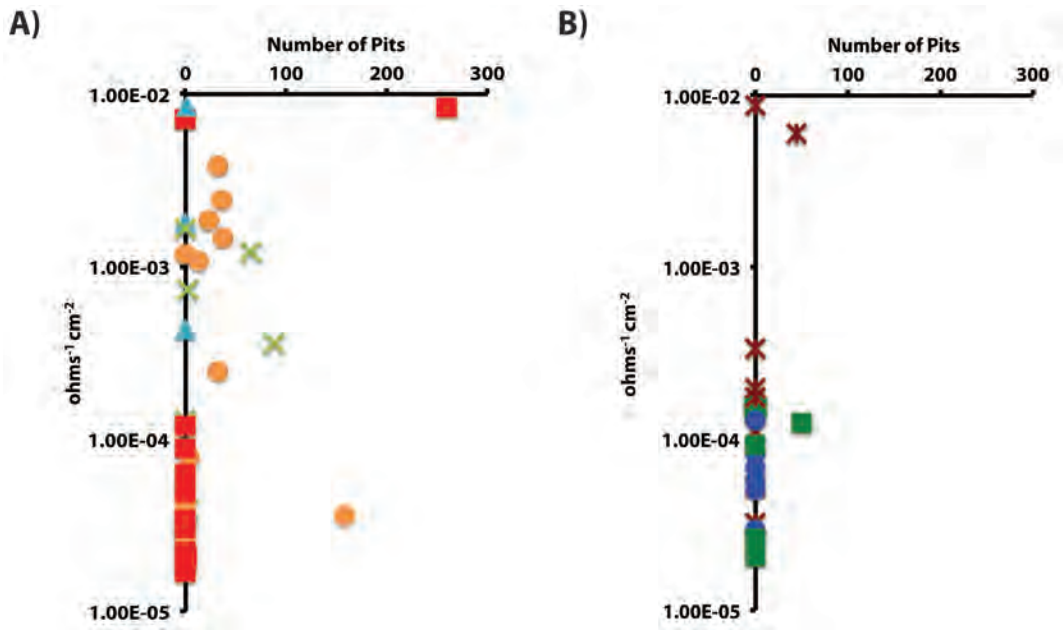 A)
Number of Pits
0 100 200 300
1.00E-02
1.00E-03
1.00E-04
1.00E-05
ohms⁻¹ cm⁻²
B)
Number of Pits
0 100 200 300
1.00E-02
1.00E-03
1.00E-04
1.00E-05
ohms⁻¹ cm⁻²